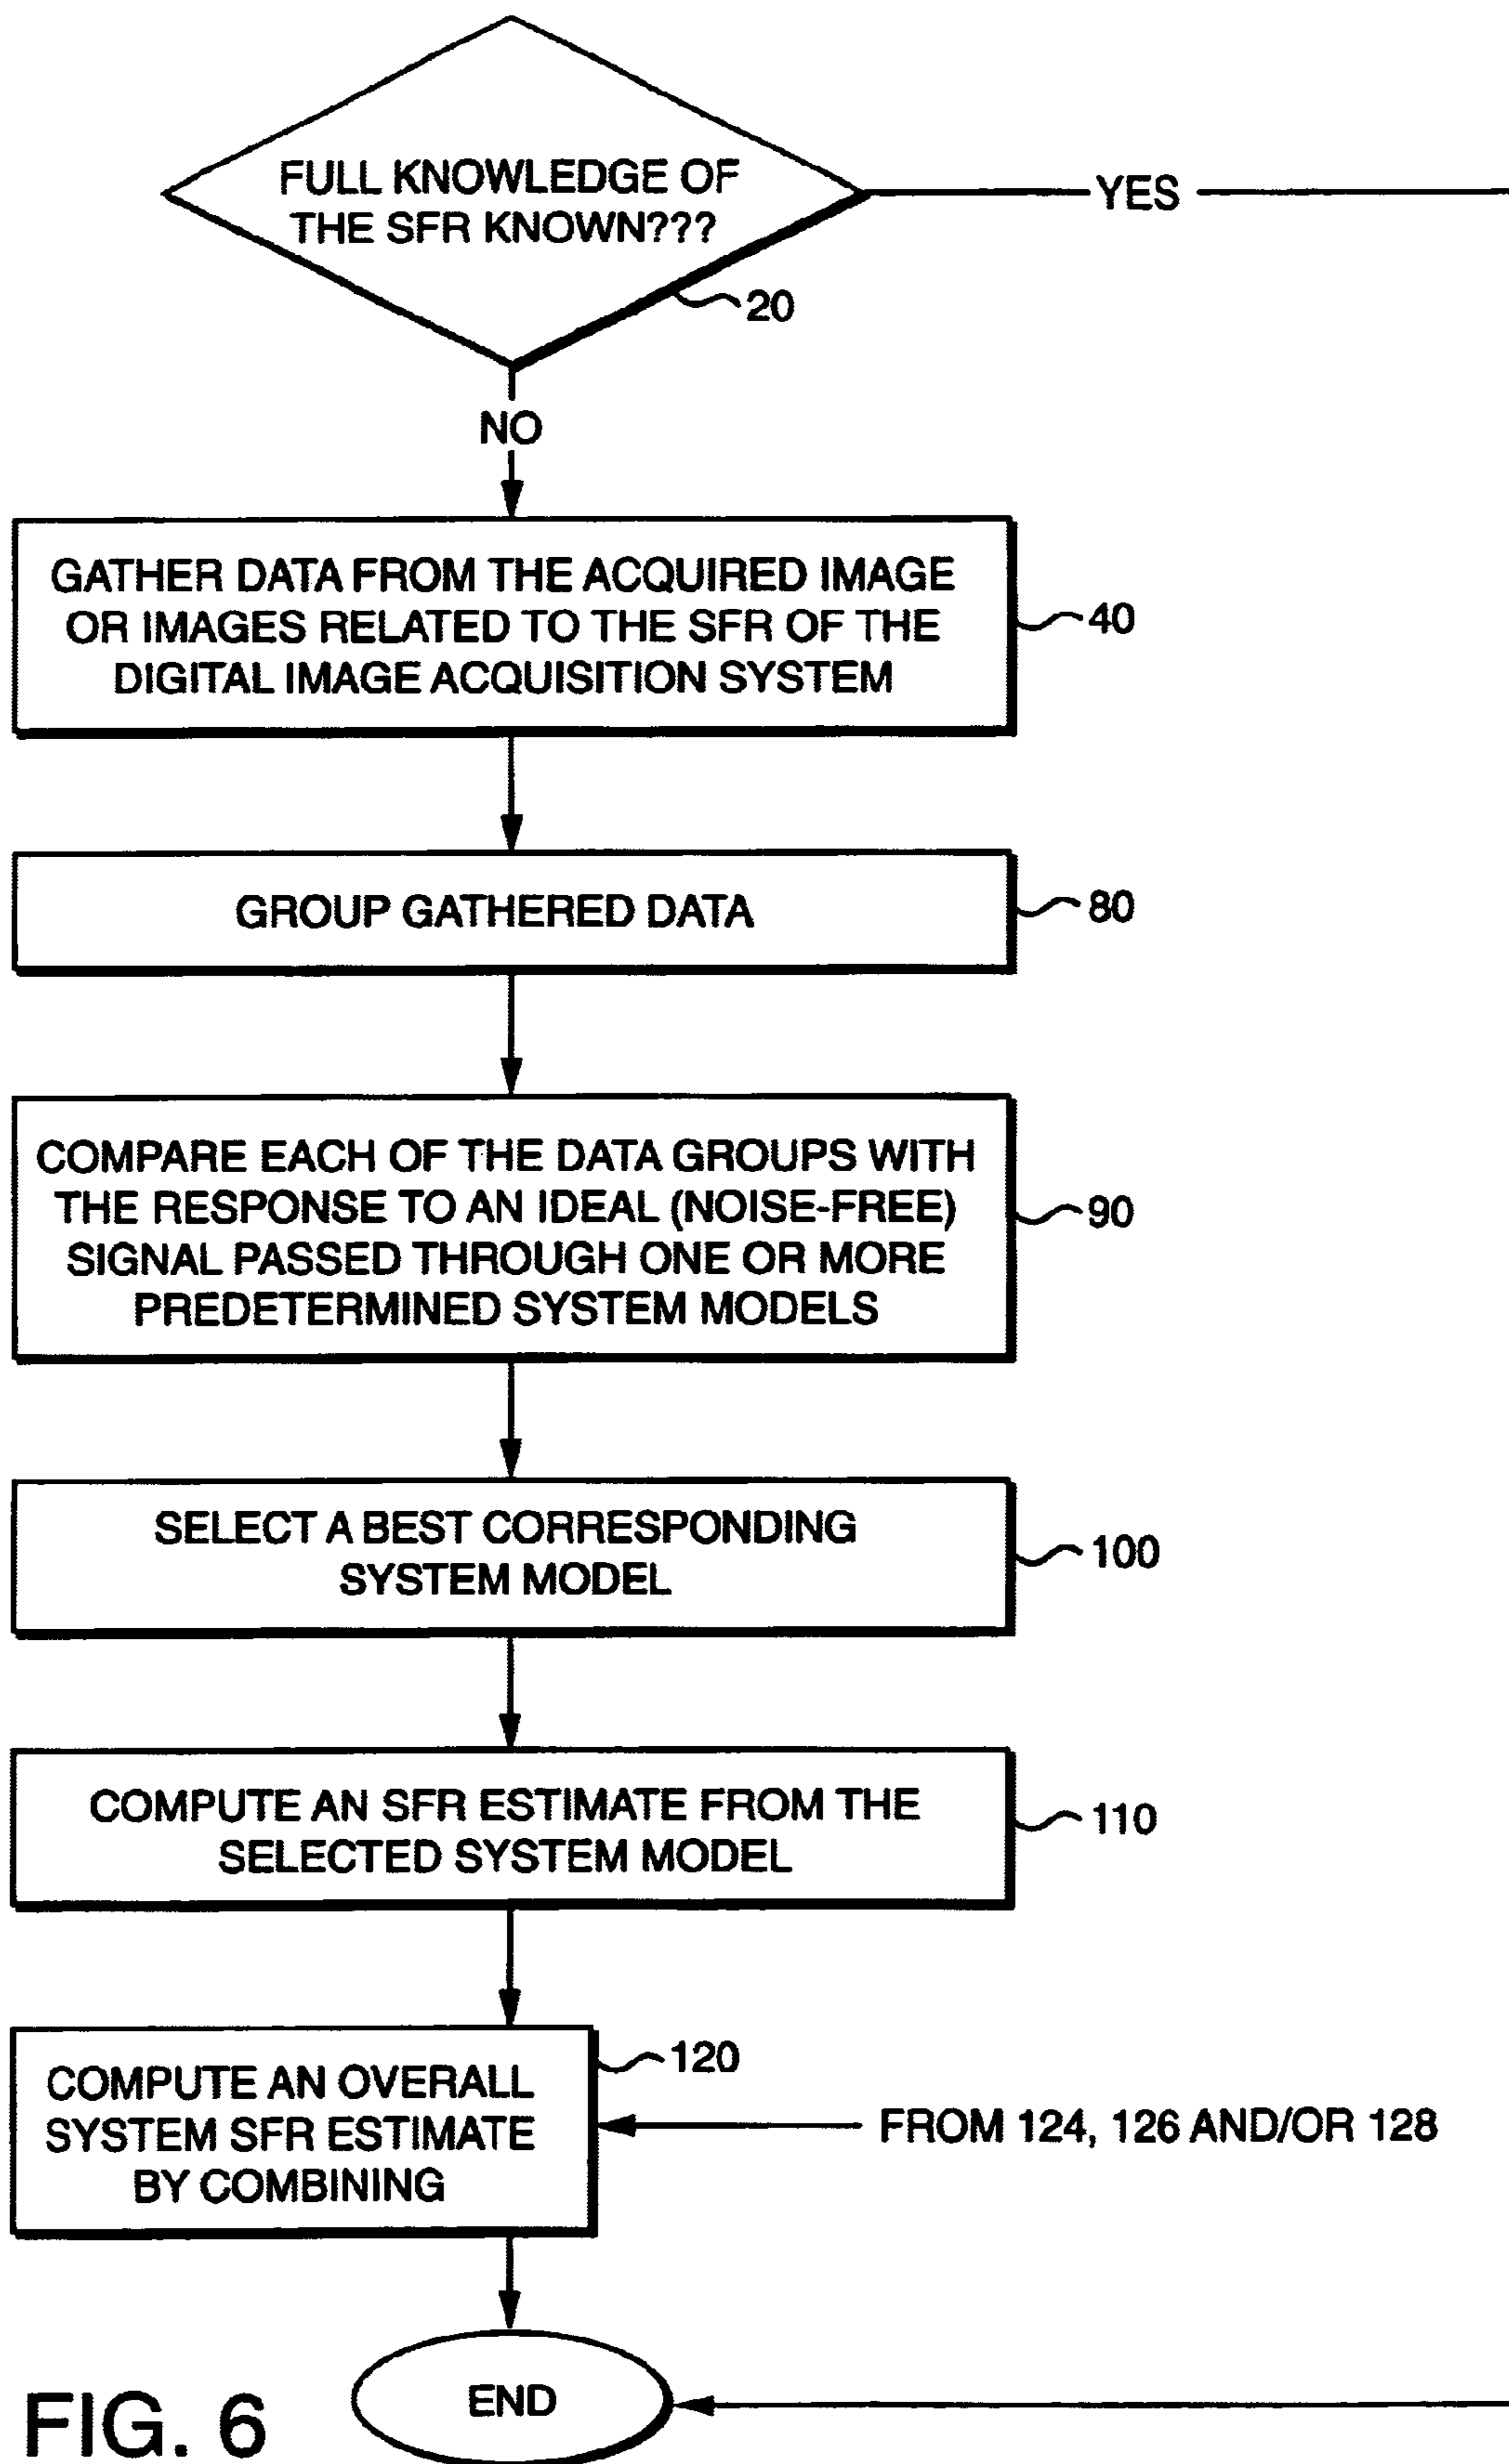 FULL KNOWLEDGE OF
THE SFR KNOWN???
YES
20
NO
GATHER DATA FROM THE ACQUIRED IMAGE
OR IMAGES RELATED TO THE SFR OF THE
DIGITAL IMAGE ACQUISITION SYSTEM
40
GROUP GATHERED DATA
80
COMPARE EACH OF THE DATA GROUPS WITH
THE RESPONSE TO AN IDEAL (NOISE-FREE)
SIGNAL PASSED THROUGH ONE OR MORE
PREDETERMINED SYSTEM MODELS
90
SELECT A BEST CORRESPONDING
SYSTEM MODEL
100
COMPUTE AN SFR ESTIMATE FROM THE
SELECTED SYSTEM MODEL
110
COMPUTE AN OVERALL
SYSTEM SFR ESTIMATE
BY COMBINING
120
FROM 124, 126 AND/OR 128
END
FIG. 6